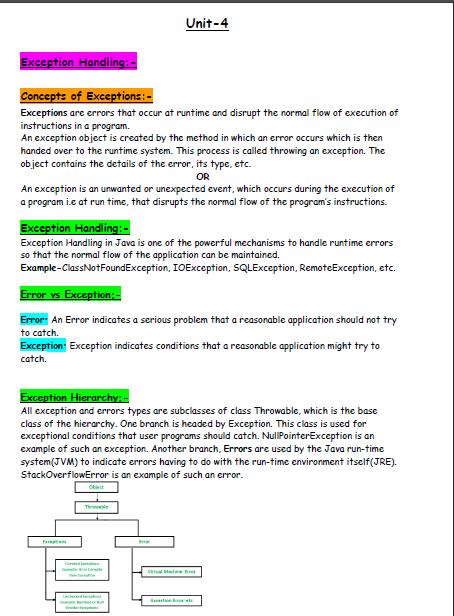 Unit-4
Exception Handling:-
Concepts of Exceptions:-
Exceptions are errors that occur at runtime and disrupt the normal flow of execution of
instructions in a program.
An exception object is created by the method in which an error occurs which is then
handed over to the runtime system. This process is called throwing an exception. The
object contains the details of the error, its type, etc.
OR
An exception is an unwanted or unexpected event, which occurs during the execution of
a program i.e at run time, that disrupts the normal flow of the program's instructions.
Exception Handling:-
Exception Handling in Java is one of the powerful mechanisms to handle runtime errors
so that the normal flow of the application can be maintained.
Example-ClassNotFoundException, IOException, SQLException, RemoteException, etc.
Error vs Exception:-
Error: An Error indicates a serious problem that a reasonable application should not try
to catch.
Exception: Exception indicates conditions that a reasonable application might try to
catch.
Exception Hierarchy:-
All exception and errors types are subclasses of class Throwable, which is the base
class of the hierarchy. One branch is headed by Exception. This class is used for
exceptional conditions that user programs should catch. NullPointerException is an
example of such an exception. Another branch, Errors are used by the Java run-time
system(JVM) to indicate errors having to do with the run-time environment itself(JRE).
StackOverflowError is an example of such an error.
Object
Throwable
Exceptions
Error
Checked Exceptions
Example: IO or Compile
Time Exception
Virtual Machine Error
Unchecked Exceptions
Example: Runtime or Null
Pointer Exceptions
Assertion Error etc